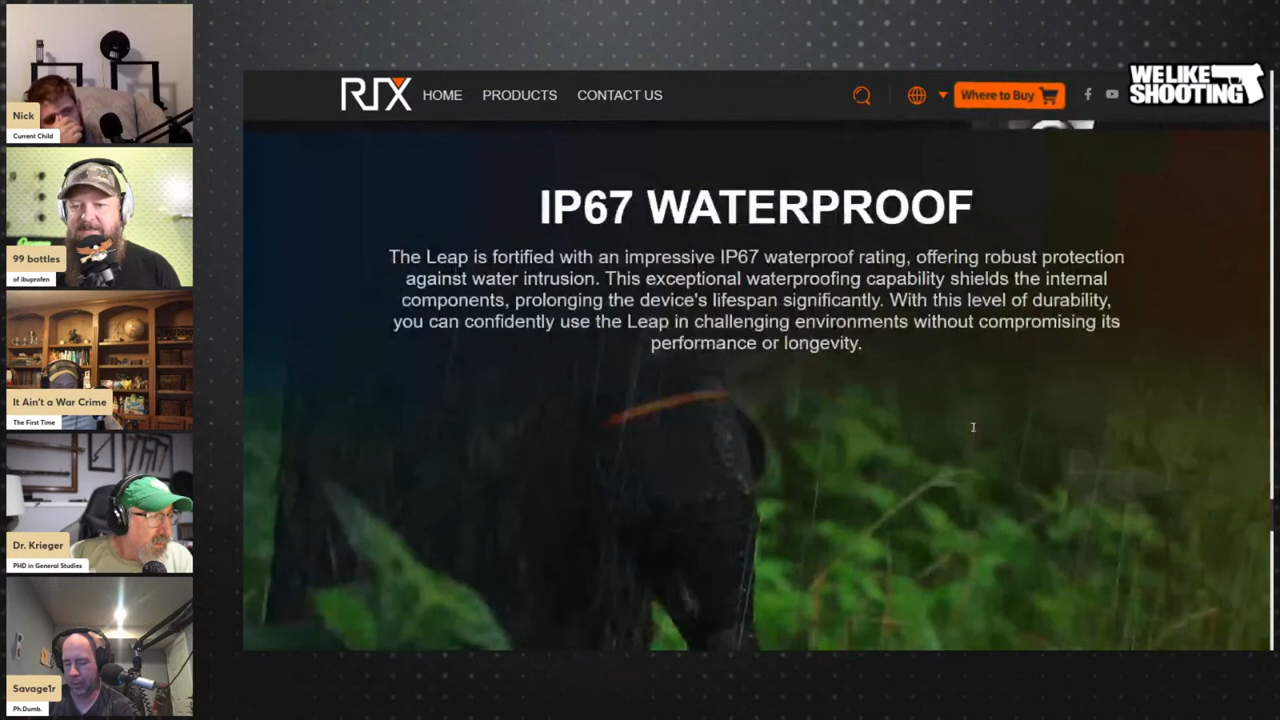 Nick
Current Child
99 bottles
of ibuprofen
It Ain't a War Crime
The First Time
Dr. Krieger
PHD in General Studies
Savage1r
Ph.Dumb.
RIX
HOME PRODUCTS CONTACT US
Where to Buy
WE LIKE
SHOOTING
IP67 WATERPROOF
The Leap is fortified with an impressive IP67 waterproof rating, offering robust protection
against water intrusion. This exceptional waterproofing capability shields the internal
components, prolonging the device's lifespan significantly. With this level of durability,
you can confidently use the Leap in challenging environments without compromising its
performance or longevity.